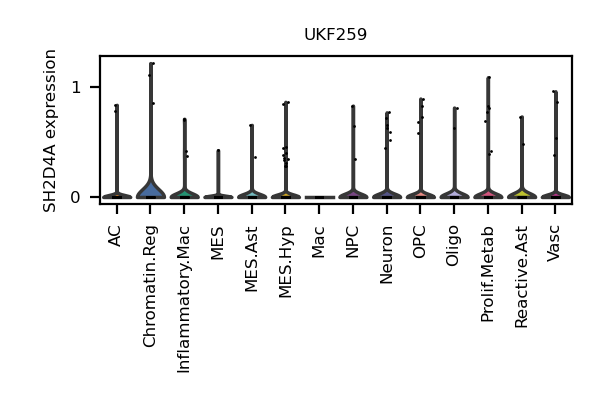 UKF259
SH2D4A expression
1
0
AC
Chromatin.Reg
Inflammatory.Mac
MES
MES.Ast
MES.Hyp
Mac
NPC
Neuron
OPC
Oligo
Prolif.Metab
Reactive.Ast
Vasc